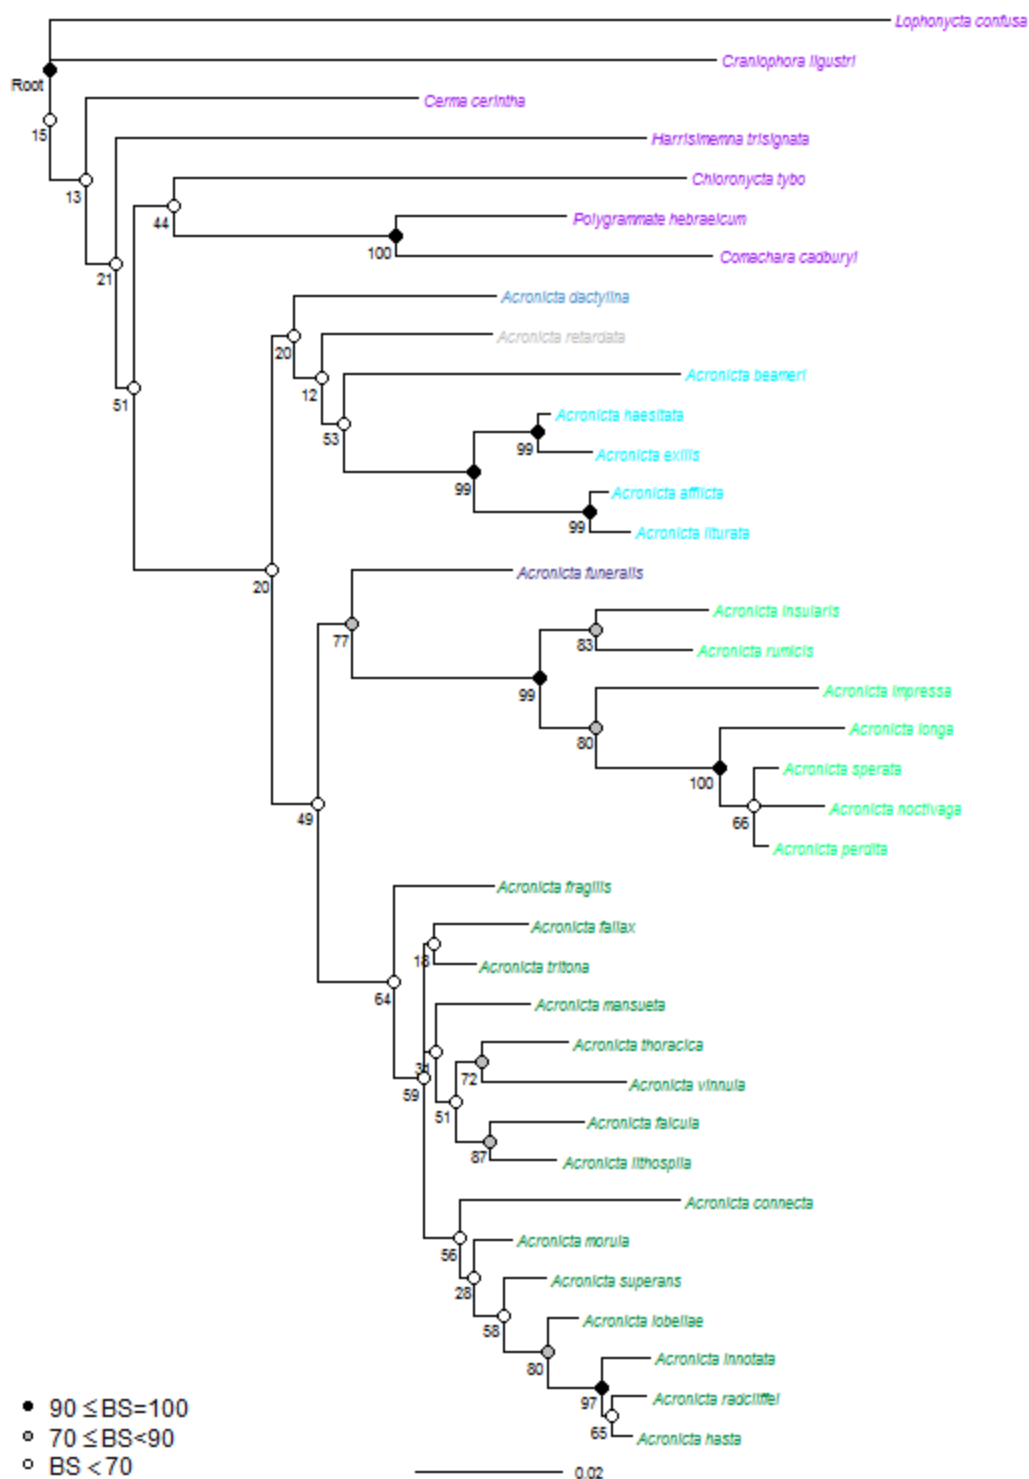 Lophonycta confusa
Craniophora ligustri
Root
Cerma cerintha
15
Harrisimemna trisignata
Chloronycta tybo
13
44
Polygrammate hebraeicum
100
Comachara cadburyi
21
Acronicta dactylina
Acronicta retardata
20
Acronicta beameri
12
51
Acronicta haesitata
53
99
Acronicta exilis
99
Acronicta afflicta
99
Acronicta liturata
Acronicta funeralis
20
Acronicta insularis
77
83
Acronicta rumicis
99
Acronicta impressa
Acronicta longa
80
Acronicta sperata
100
Acronicta noctivaga
49
66
Acronicta perdita
Acronicta fragilis
Acronicta fallax
18
Acronicta tritona
64
Acronicta mansueta
Acronicta thoracica
31
72
Acronicta vinnula
59
51
Acronicta falcula
87
Acronicta lithospila
Acronicta connecta
Acronicta morula
56
Acronicta superans
28
Acronicta lobeliae
58
Acronicta innotata
80
Acronicta radcliffei
97
65
Acronicta hasta
90 ≤BS=100
70 ≤BS<90
BS <70
0.02